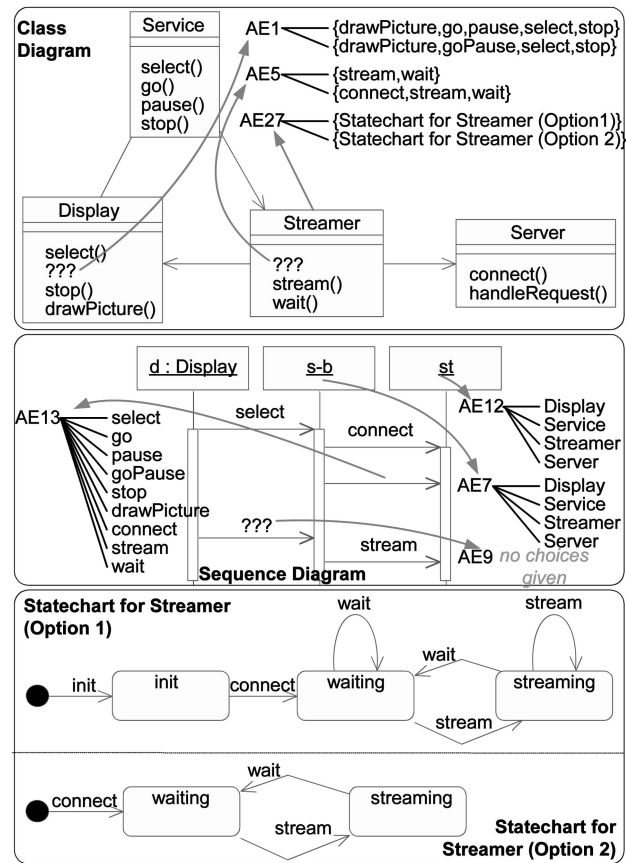 Class
Diagram
Service
select()
go()
pause()
stop()
AE1
{drawPicture,go,pause,select,stop}
{drawPicture,goPause,select,stop}
AE5
{stream,wait}
{connect,stream,wait}
AE27
{Statechart for Streamer (Option1)}
{Statechart for Streamer (Option 2)}
Display
select()
???
stop()
drawPicture()
Streamer
???
stream()
wait()
Server
connect()
handleRequest()
d : Display
s-b
st
AE13
select
go
pause
goPause
stop
drawPicture
connect
stream
wait
select
connect
???
stream
AE12
Display
Service
Streamer
Server
AE7
Display
Service
Streamer
Server
AE9 no choices
given
Sequence Diagram
Statechart for Streamer
(Option 1)
init
init
connect
waiting
wait
wait
stream
streaming
stream
connect
waiting
wait
stream
streaming
Statechart for
Streamer (Option 2)